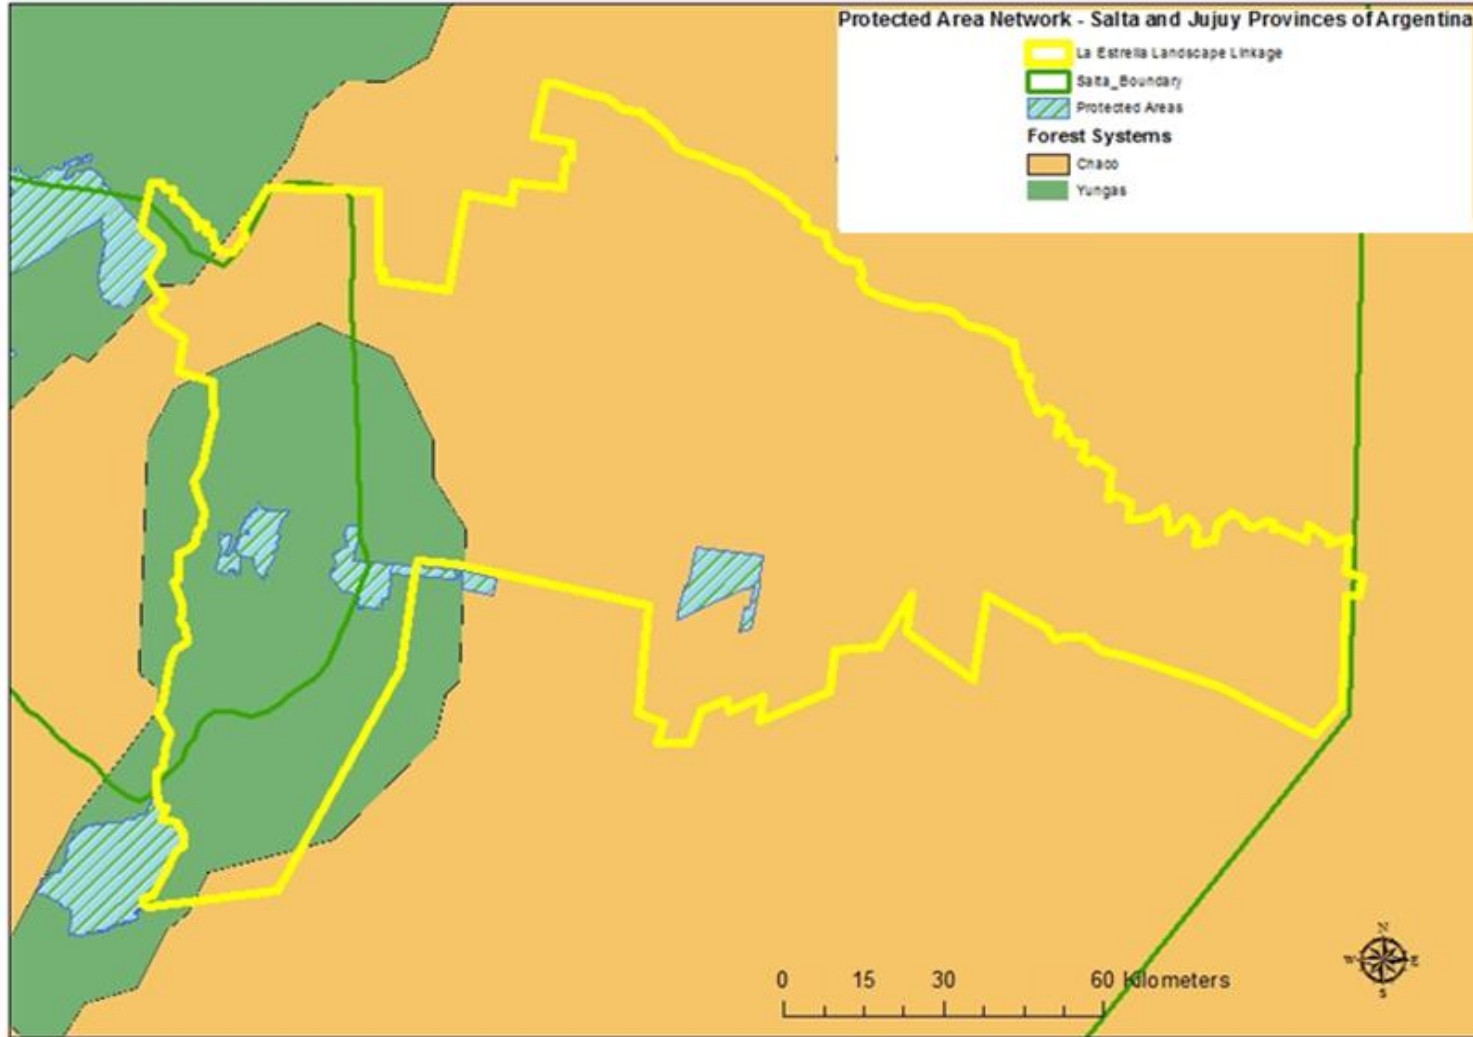 Protected Area Network - Salta and Jujuy Provinces of Argentina
La Estrella Landscape Linkage
Salta_Boundary
Protected Areas
Forest Systems
Chaco
Yungas
N
W E
S
0 15 30 60 Kilometers